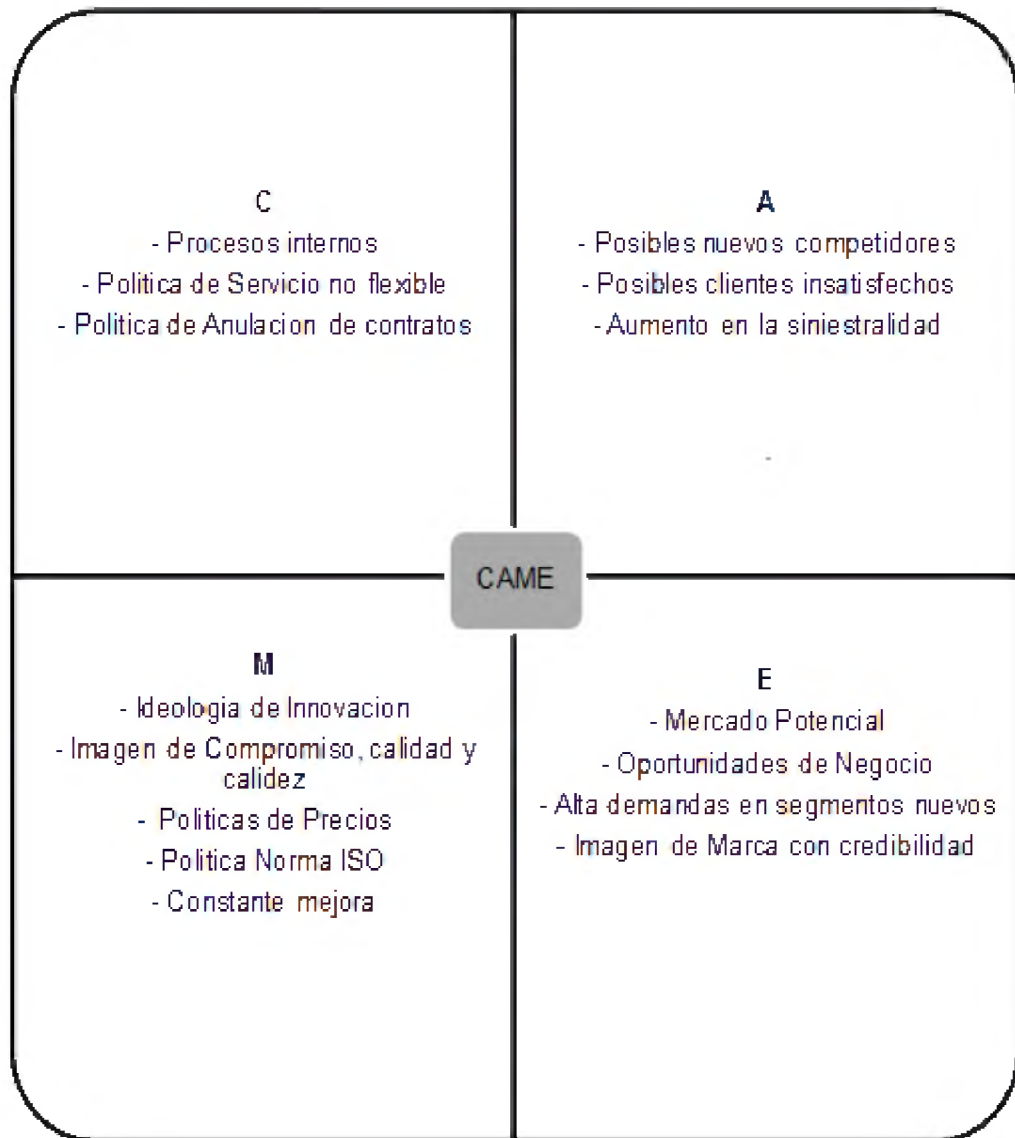 C
- Procesos internos
- Politica de Servicio no flexible
- Politica de Anulacion de contratos
A
- Posibles nuevos competidores
- Posibles clientes insatisfechos
- Aumento en la siniestralidad
-
CAME
M
- Ideologia de Innovacion
- Imagen de Compromiso, calidad y
calidez
- Politicas de Precios
- Politica Norma ISO
- Constante mejora
E
- Mercado Potencial
- Oportunidades de Negocio
- Alta demandas en segmentos nuevos
- Imagen de Marca con credibilidad